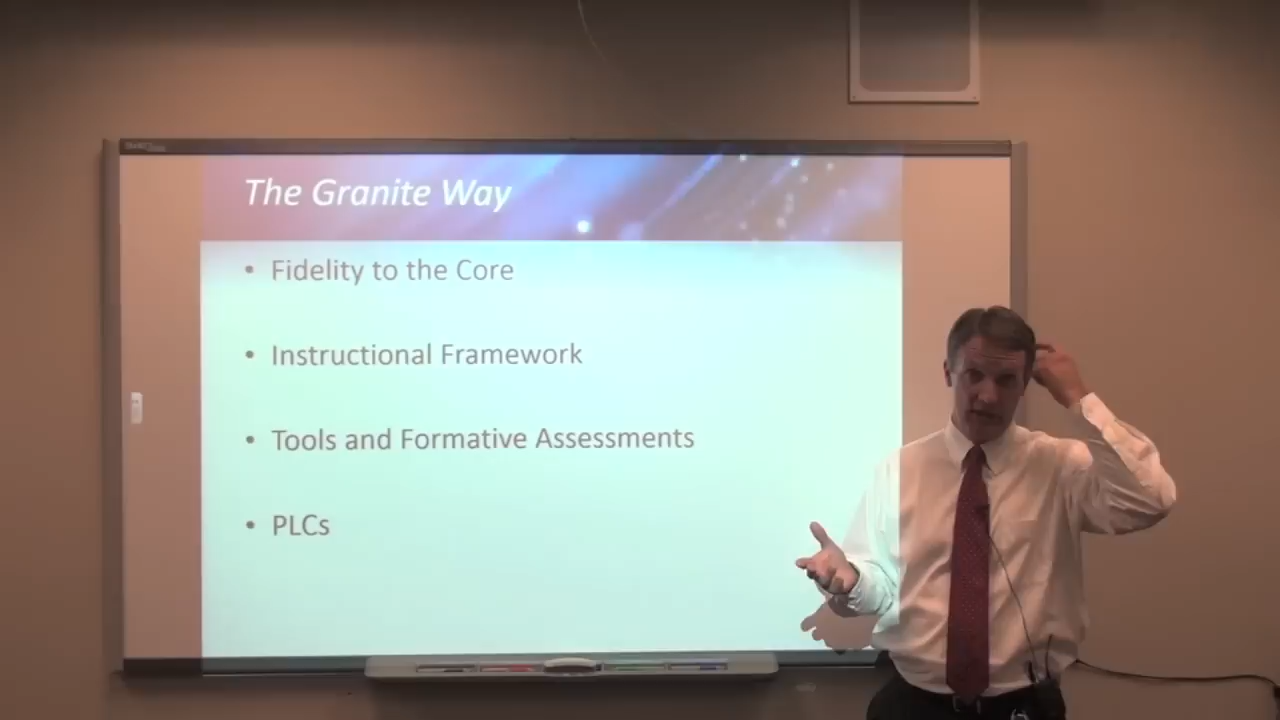 The Granite Way
• Fidelity to the Core
• Instructional Framework
• Tools and Formative Assessments
• PLCs